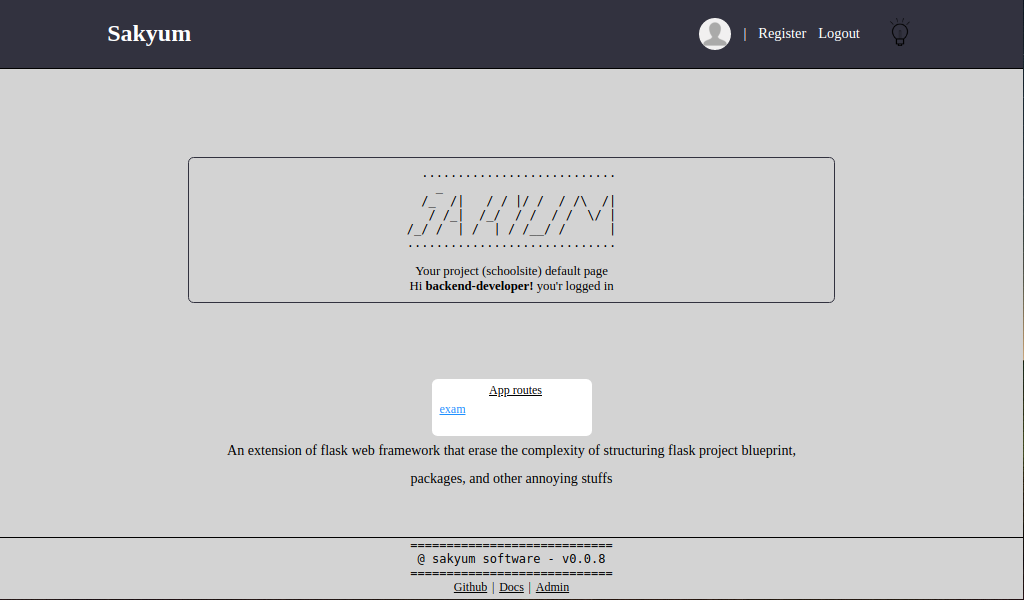 Sakyum
| Register Logout
...........................
    _
  /_  /|   / / |/ /  / /\  /|
   / /_|  /_/  / /  / /  \/ |
/_/ /  | /  | / /__/ /      |
.............................
Your project (schoolsite) default page
Hi backend-developer! you'r logged in
App routes
exam
An extension of flask web framework that erase the complexity of structuring flask project blueprint,
packages, and other annoying stuffs
============================
@ sakyum software - v0.0.8
============================
Github | Docs | Admin